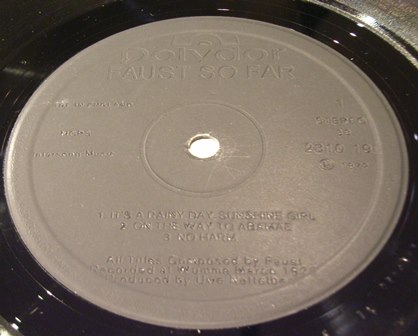 polydor
FAUST SO FAR
1
STEREO
33
2310 19
1. IT'S A RAINY DAY SUNSHINE GIRL
2. ON THE WAY TO ABAMAE
3. NO HARM
All Titles Composed by Faust
Recorded at Wümme March 1972
Produced by Uwe Nettelbeck